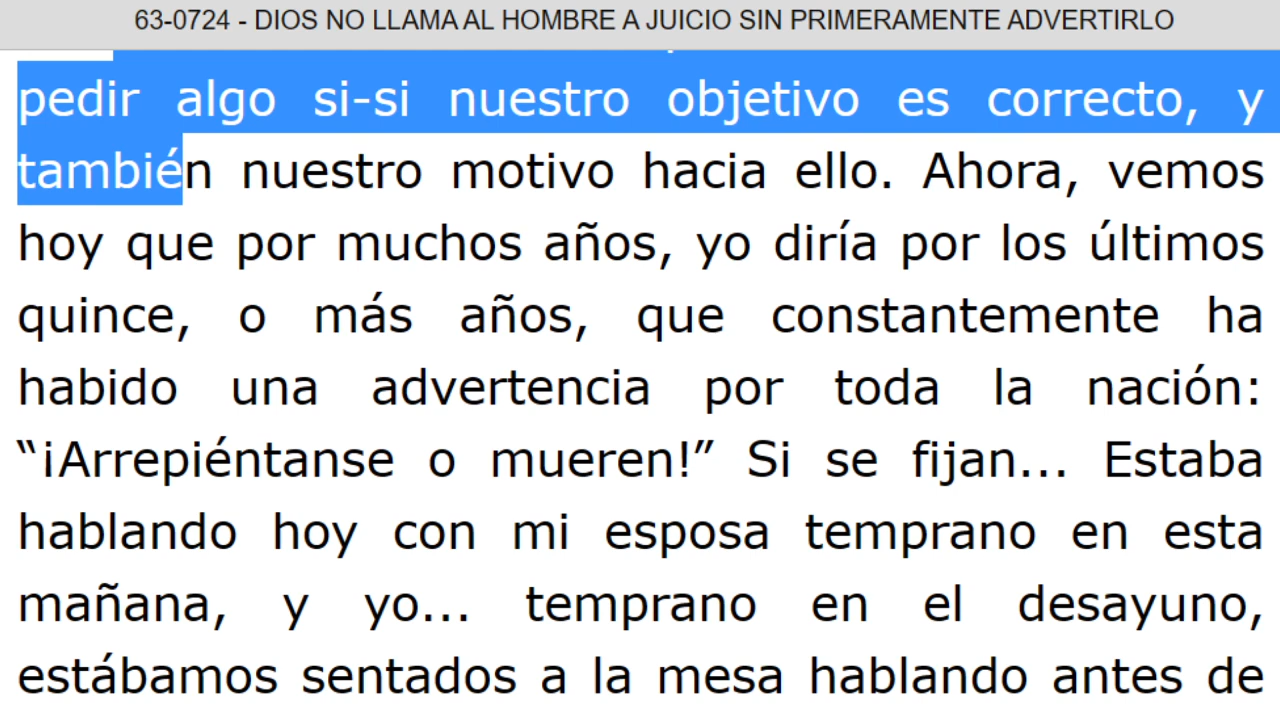 63-0724 - DIOS NO LLAMA AL HOMBRE A JUICIO SIN PRIMERAMENTE ADVERTIRLO
pedir algo si-si nuestro objetivo es correcto, y
también nuestro motivo hacia ello. Ahora, vemos
hoy que por muchos años, yo diría por los últimos
quince, o más años, que constantemente ha
habido una advertencia por toda la nación:
“¡Arrepiéntanse o mueren!” Si se fijan... Estaba
hablando hoy con mi esposa temprano en esta
mañana, y yo... temprano en el desayuno,
estábamos sentados a la mesa hablando antes de